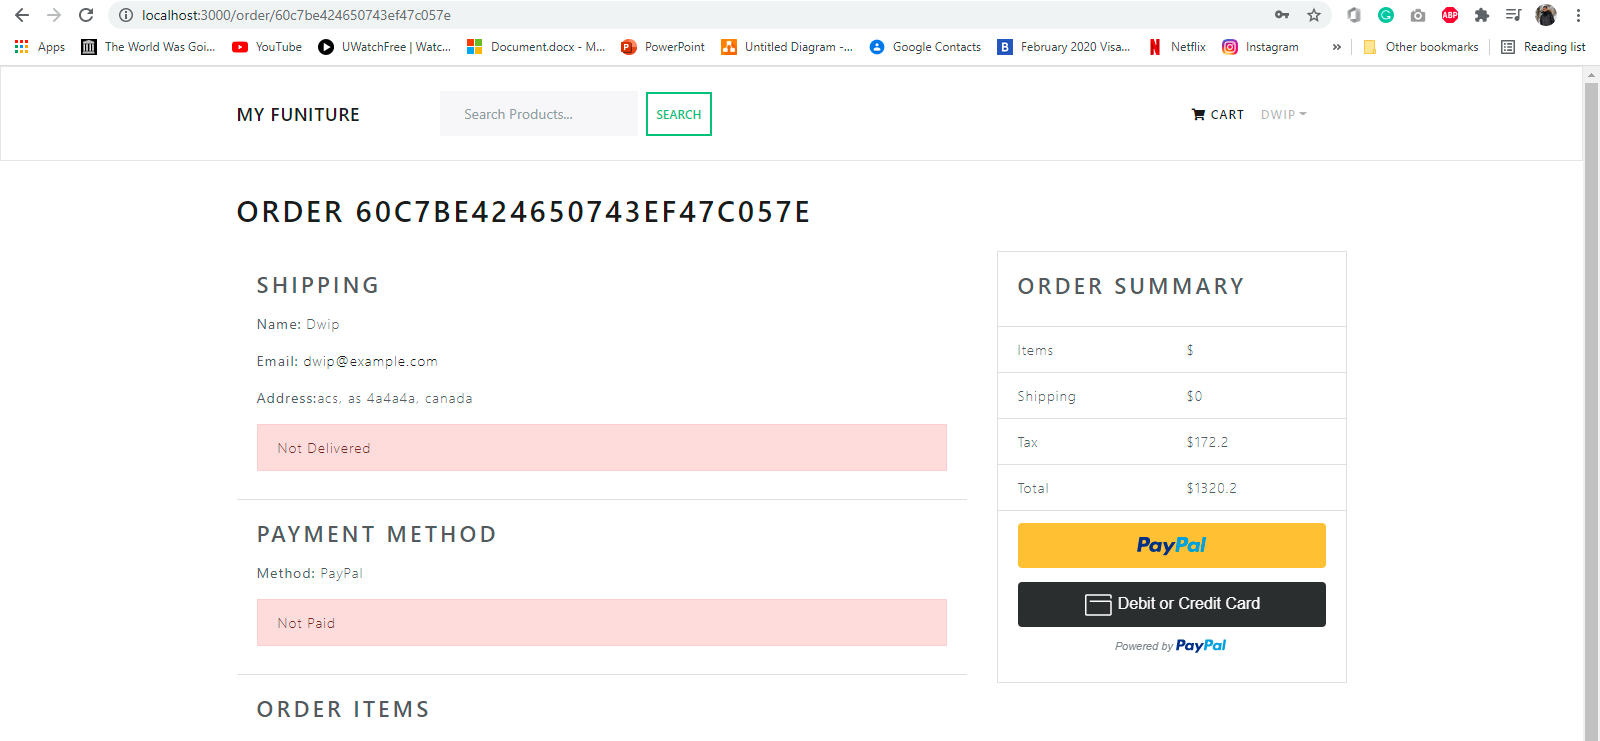 localhost:3000/order/60c7be424650743ef47c057e
ABP
Apps The World Was Goi... YouTube UWatchFree | Watc... Document.docx - M... PowerPoint Untitled Diagram -... Google Contacts February 2020 Visa... Netflix Instagram » Other bookmarks Reading list
MY FUNITURE Search Products... SEARCH CART DWIP
ORDER 60C7BE424650743EF47C057E
SHIPPING
Name: Dwip
Email: dwip@example.com
Address:acs, as 4a4a4a, canada
Not Delivered
PAYMENT METHOD
Method: PayPal
Not Paid
ORDER ITEMS
ORDER SUMMARY
Items $
Shipping $0
Tax $172.2
Total $1320.2
PayPal
Debit or Credit Card
Powered by PayPal